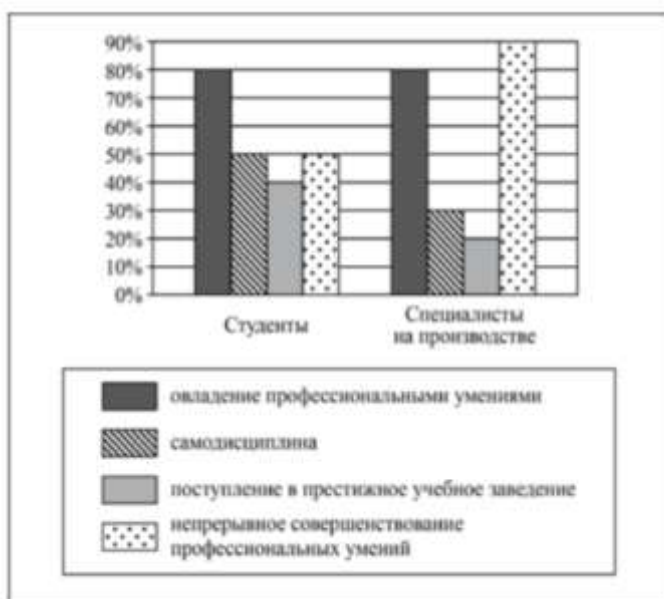 90%
80%
70%
60%
50%
40%
30%
20%
10%
0%
Студенты
Специалисты
на производстве
овладение профессиональными умениями
самодисциплина
поступление в престижное учебное заведение
непрерывное совершенствование
профессиональных умений